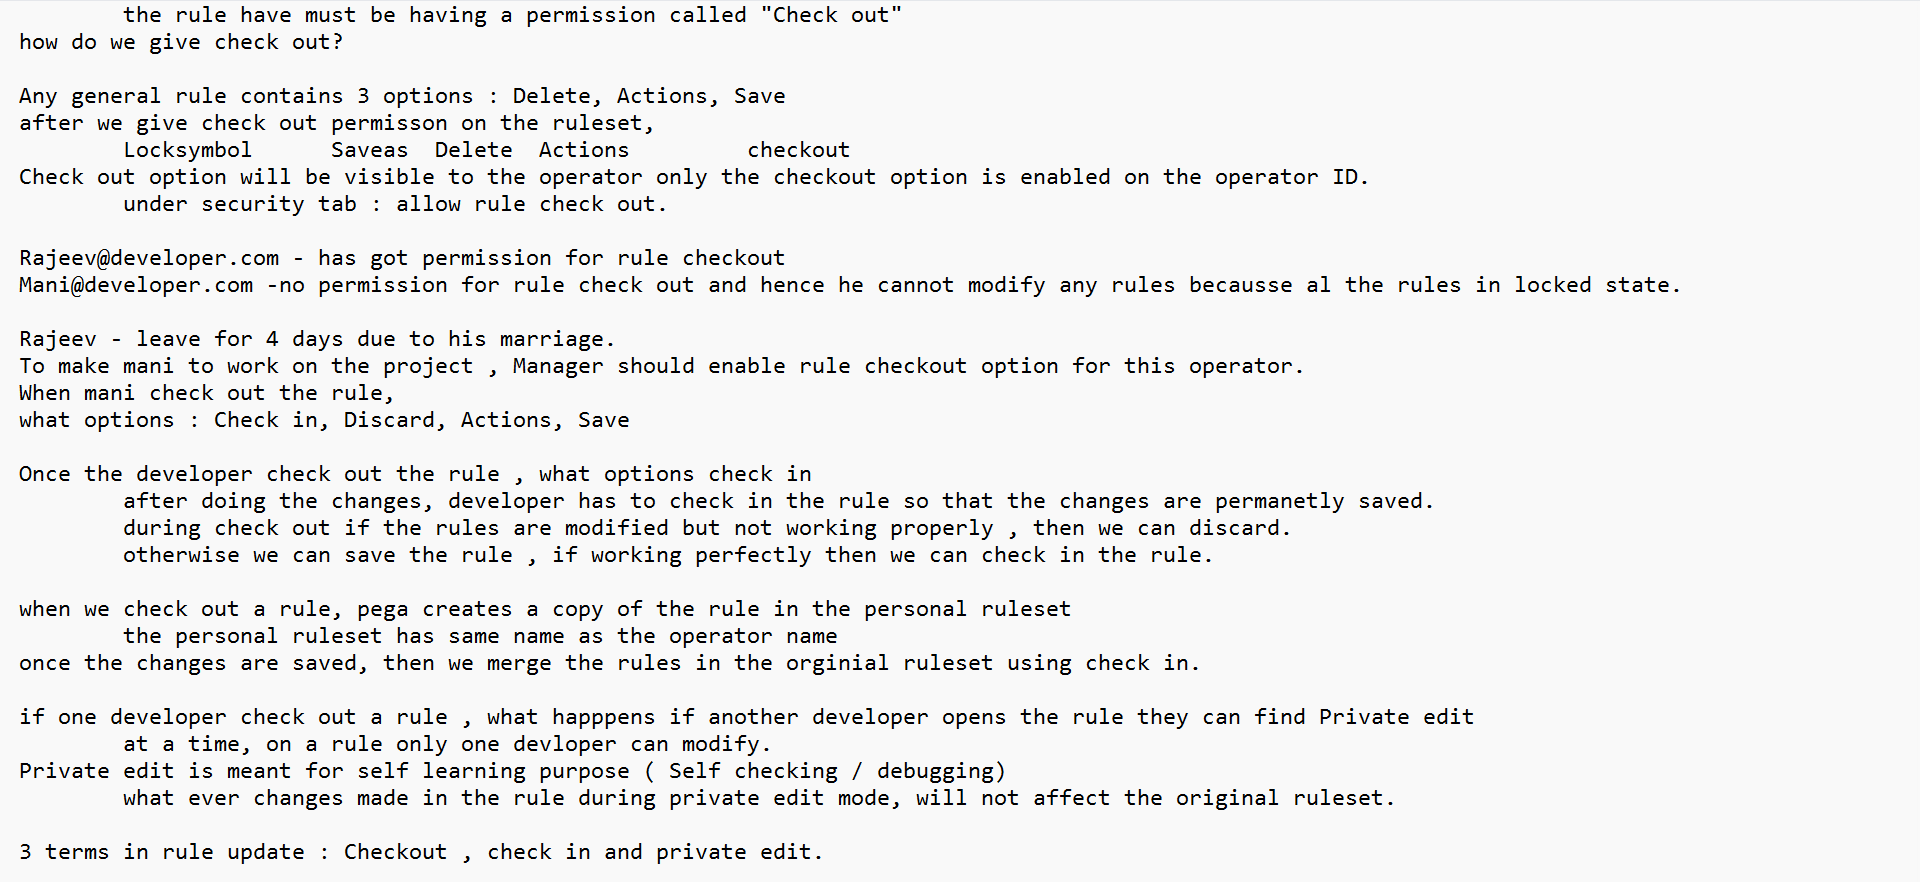 the rule have must be having a permission called "Check out"
how do we give check out?
Any general rule contains 3 options : Delete, Actions, Save
after we give check out permisson on the ruleset,
Locksymbol Saveas Delete Actions checkout
Check out option will be visible to the operator only the checkout option is enabled on the operator ID.
under security tab : allow rule check out.
Rajeev@developer.com - has got permission for rule checkout
Mani@developer.com -no permission for rule check out and hence he cannot modify any rules becausse al the rules in locked state.
Rajeev - leave for 4 days due to his marriage.
To make mani to work on the project , Manager should enable rule checkout option for this operator.
When mani check out the rule,
what options : Check in, Discard, Actions, Save
Once the developer check out the rule , what options check in
after doing the changes, developer has to check in the rule so that the changes are permanetly saved.
during check out if the rules are modified but not working properly , then we can discard.
otherwise we can save the rule , if working perfectly then we can check in the rule.
when we check out a rule, pega creates a copy of the rule in the personal ruleset
the personal ruleset has same name as the operator name
once the changes are saved, then we merge the rules in the orginial ruleset using check in.
if one developer check out a rule , what happpens if another developer opens the rule they can find Private edit
at a time, on a rule only one devloper can modify.
Private edit is meant for self learning purpose ( Self checking / debugging)
what ever changes made in the rule during private edit mode, will not affect the original ruleset.
3 terms in rule update : Checkout , check in and private edit.